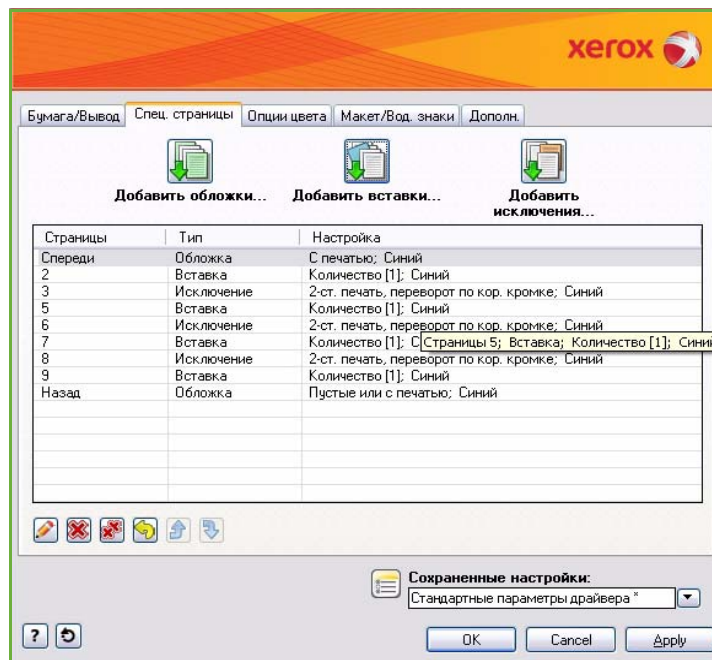 xerox
Бумага/Вывод Спец. страницы Опции цвета Макет/Вод. знаки Дополн.
Добавить обложки... Добавить вставки... Добавить исключения...
Страницы Тип Настройка
Спереди Обложка С печатью; Синий
2 Вставка Количество [1]; Синий
3 Исключение 2-ст. печать, переворот по кор. кромке; Синий
5 Вставка Количество [1]; Синий
6 Исключение 2-ст. печать, переворот по кор. кромке; Синий
7 Вставка Количество [1]; С Страницы 5; Вставка; Количество [1]; Синий
8 Исключение 2-ст. печать, переворот по кор. кромке; Синий
9 Вставка Количество [1]; Синий
Назад Обложка Пустые или с печатью; Синий
Сохраненные настройки:
Стандартные параметры драйвера *
? OK Cancel Apply